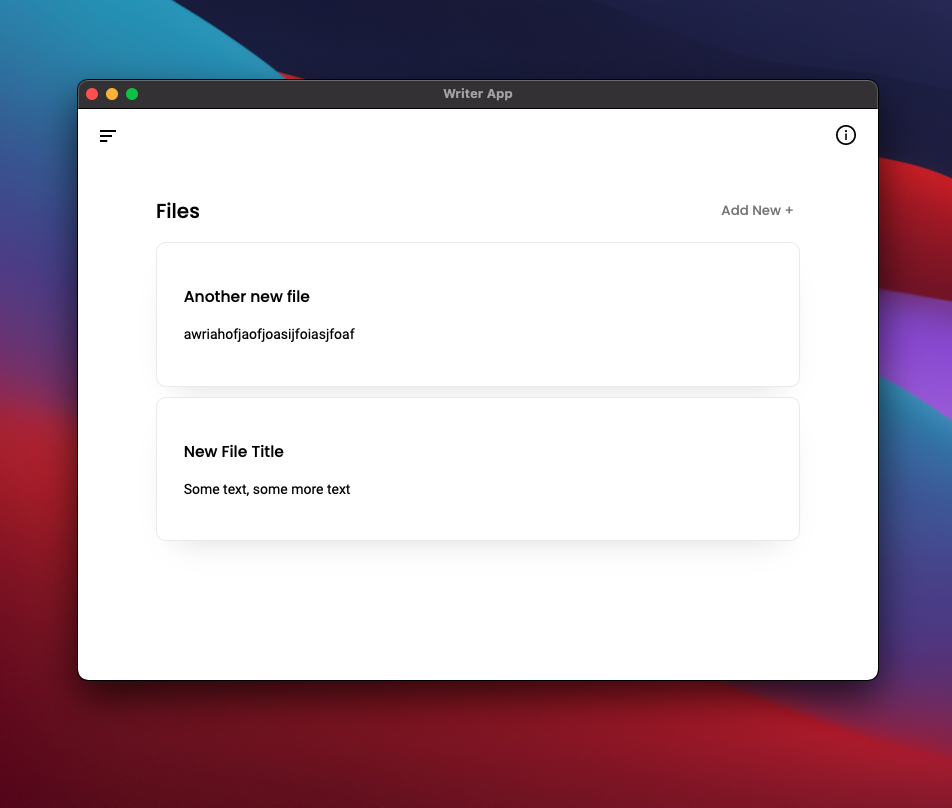 Writer App
Files
Add New +
Another new file
awriahofjaofjoasijfoiasjfoaf
New File Title
Some text, some more text